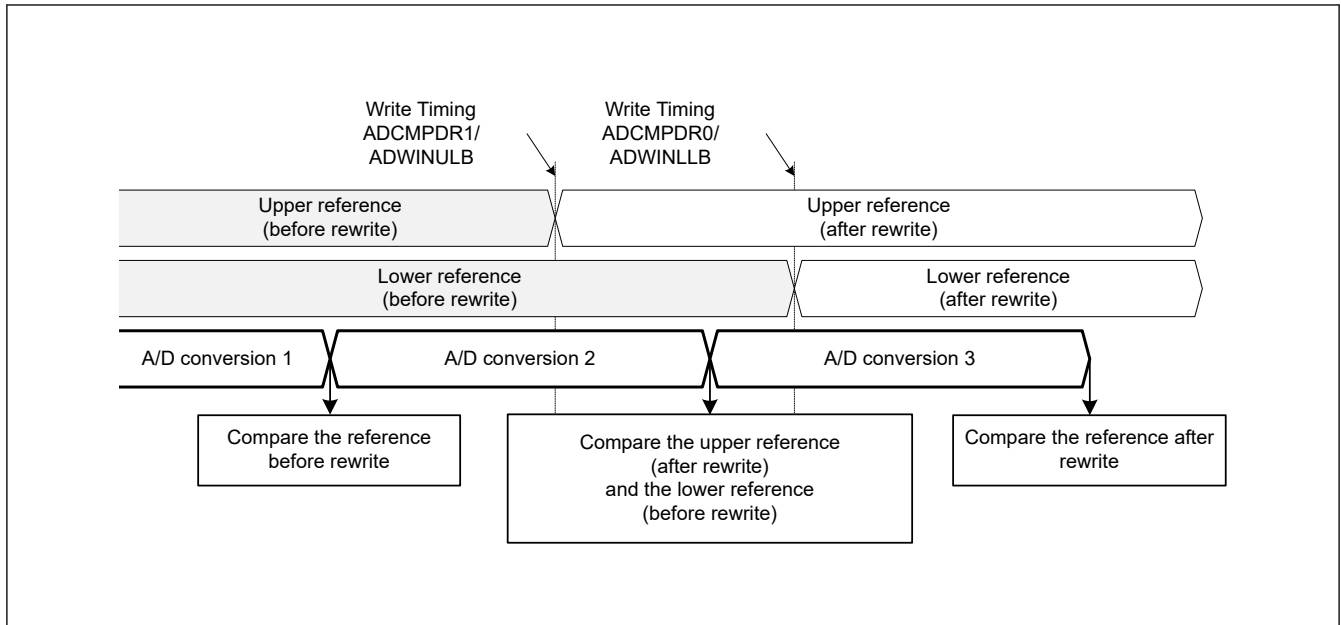 Write Timing
ADCMPDR1/
ADWINULB
Write Timing
ADCMPDR0/
ADWINLLB
Upper reference
(before rewrite)
Upper reference
(after rewrite)
Lower reference
(before rewrite)
Lower reference
(after rewrite)
A/D conversion 1
A/D conversion 2
A/D conversion 3
Compare the reference
before rewrite
Compare the upper reference
(after rewrite)
and the lower reference
(before rewrite)
Compare the reference after
rewrite